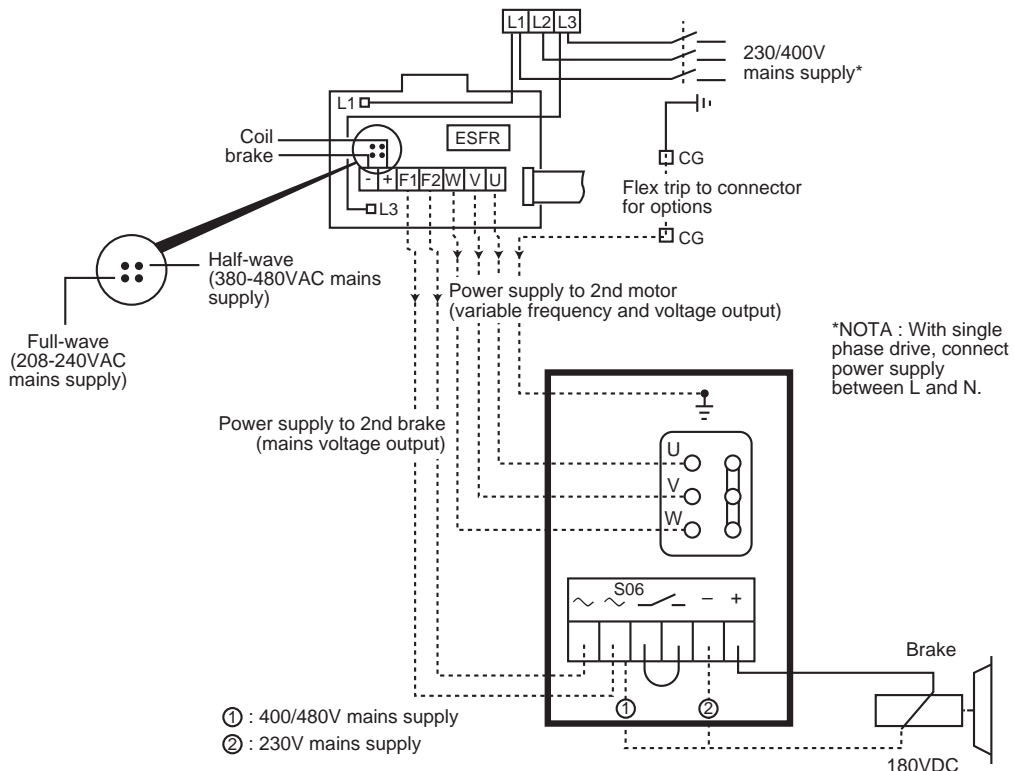 L1 L2 L3
230/400V
mains supply*
L1
ESFR
Coil
brake
- + F1 F2 W V U
L3
CG
Flex trip to connector
for options
CG
Half-wave
(380-480VAC mains
supply)
Full-wave
(208-240VAC
mains supply)
Power supply to 2nd motor
(variable frequency and voltage output)
*NOTA : With single
phase drive, connect
power supply
between L and N.
Power supply to 2nd brake
(mains voltage output)
U
V
W
S06
– +
Brake
1 2
① : 400/480V mains supply
② : 230V mains supply
180VDC